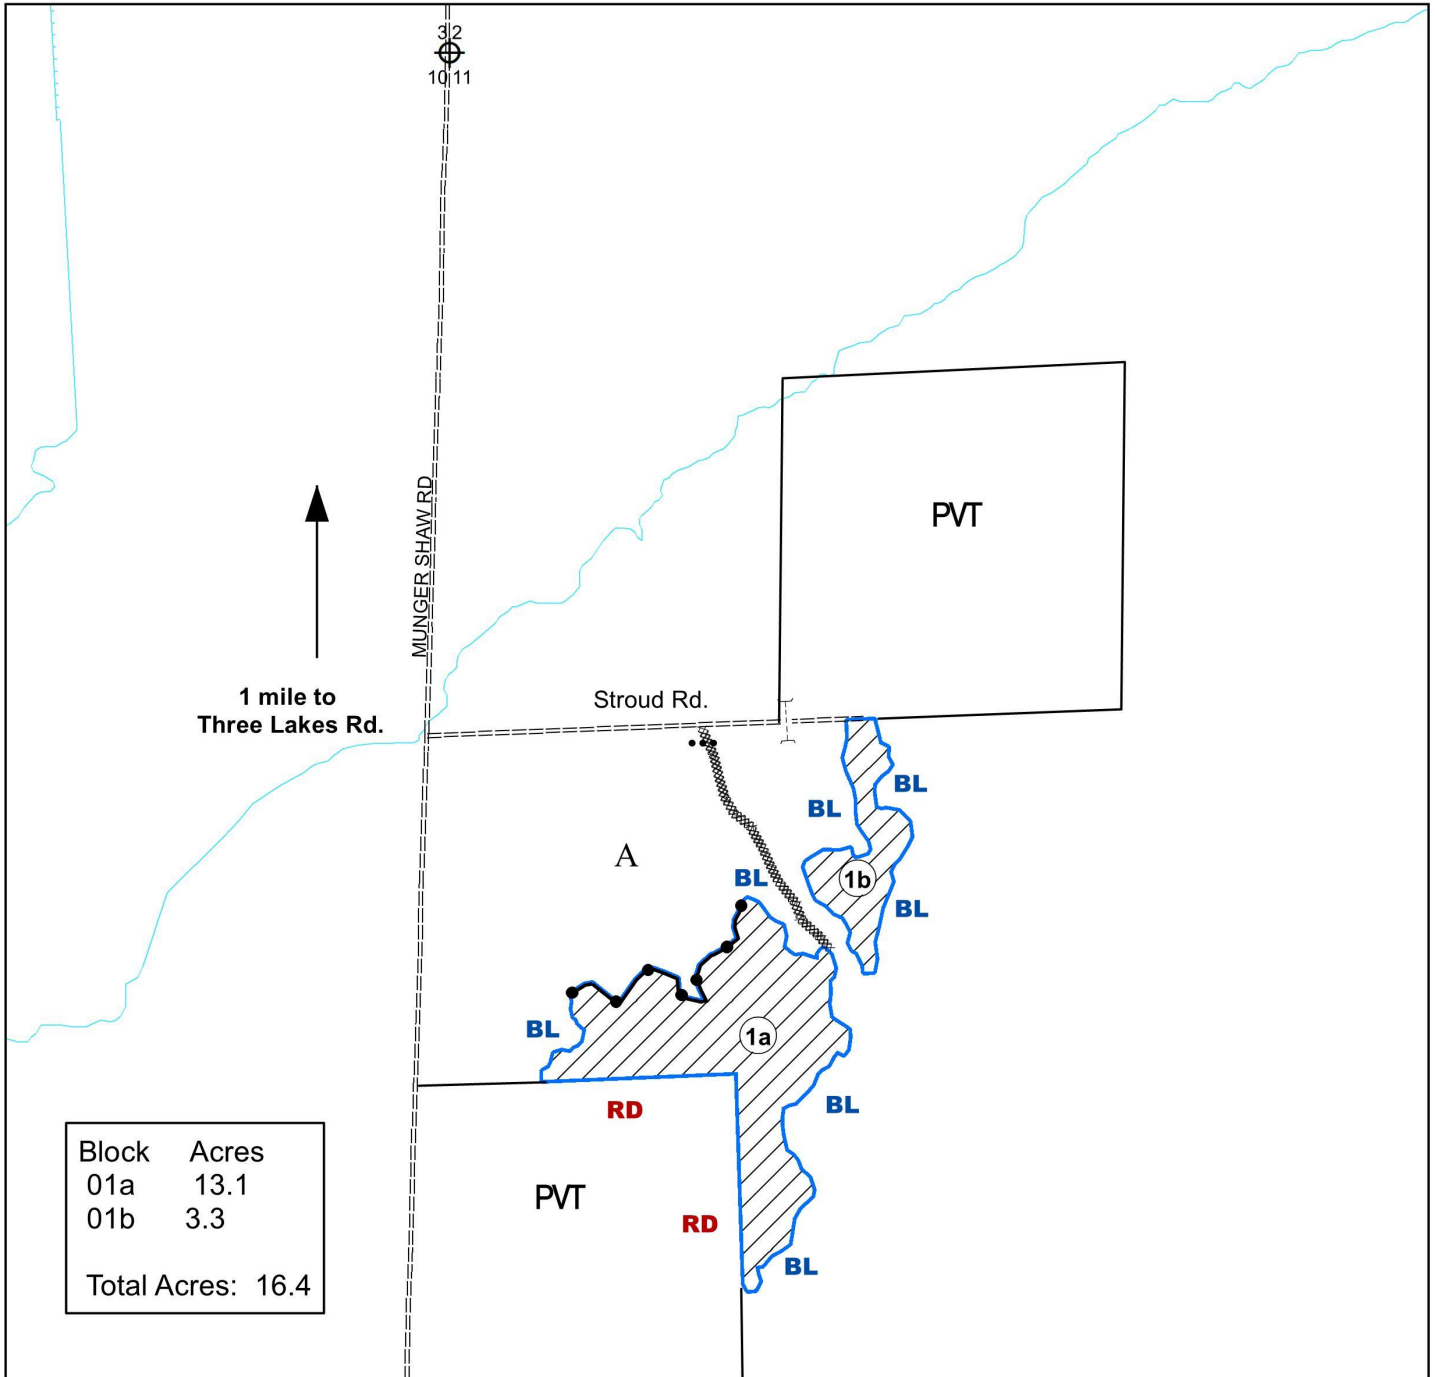 3 2
10 11
MUNGER SHAW RD
PVT
1 mile to
Three Lakes Rd.
Stroud Rd.
BL
BL
A
BL
1b
BL
BL
1a
BL
RD
PVT
RD
BL
Block Acres
01a 13.1
01b 3.3
Total Acres: 16.4